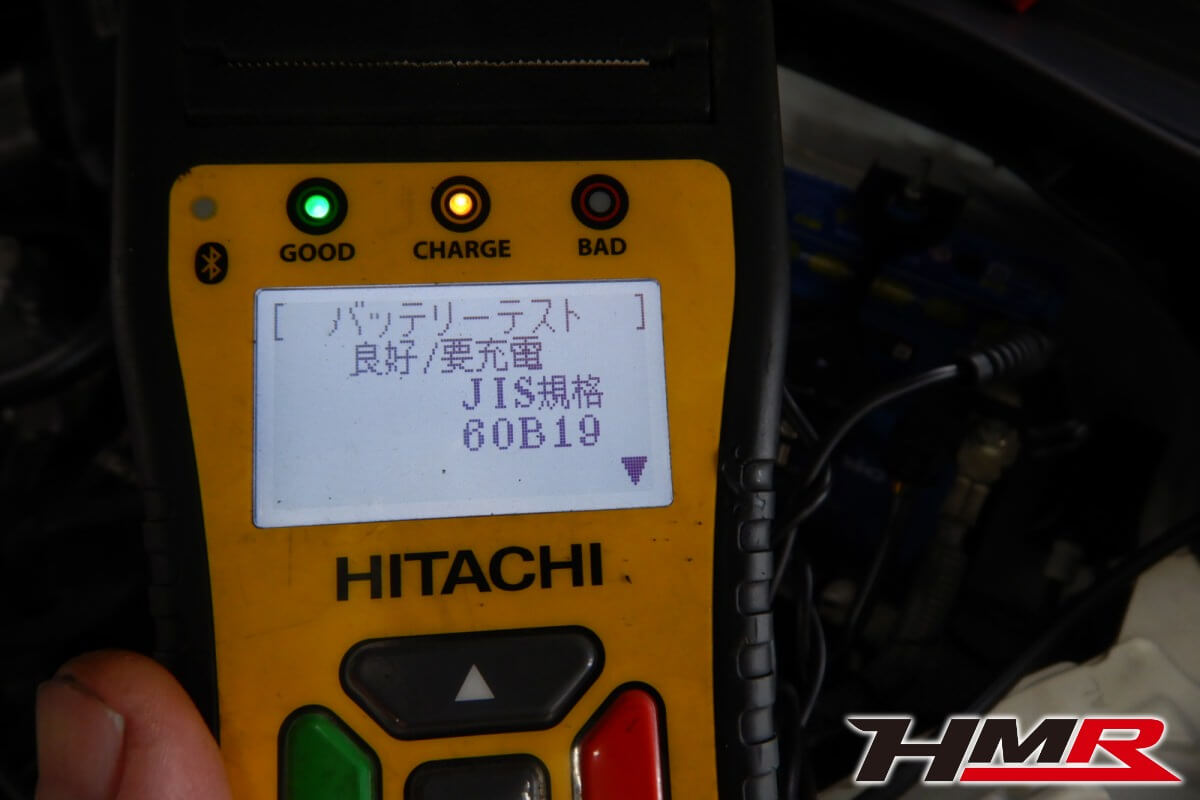 GOOD
CHARGE
BAD
[ バッテリーテスト ]
良好/要充電
JIS規格
60B19
HITACHI
HMR